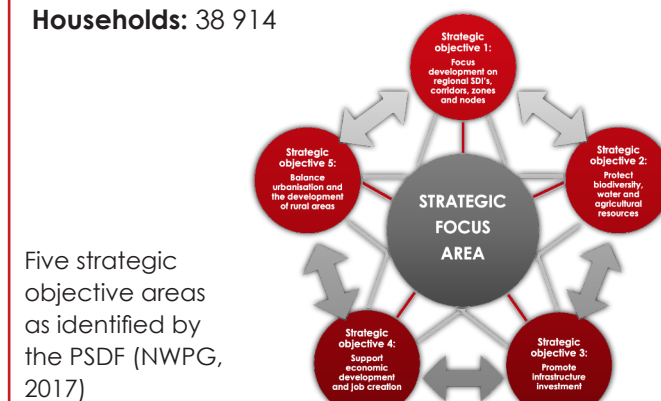 Households: 38 914
Strategic
objective 1:
Focus
development on
regional SDI's,
corridors, zones
and nodes
Strategic
objective 2:
Protect
biodiversity,
water and
agricultural
resources
Strategic
objective 3:
Promote
infrastructure
investment
Strategic
objective 4:
Support
economic
development
and job creation
Strategic
objective 5:
Balance
urbanisation and
the development
of rural areas
STRATEGIC
FOCUS
AREA
Five strategic
objective areas
as identified by
the PSDF (NWPG,
2017)